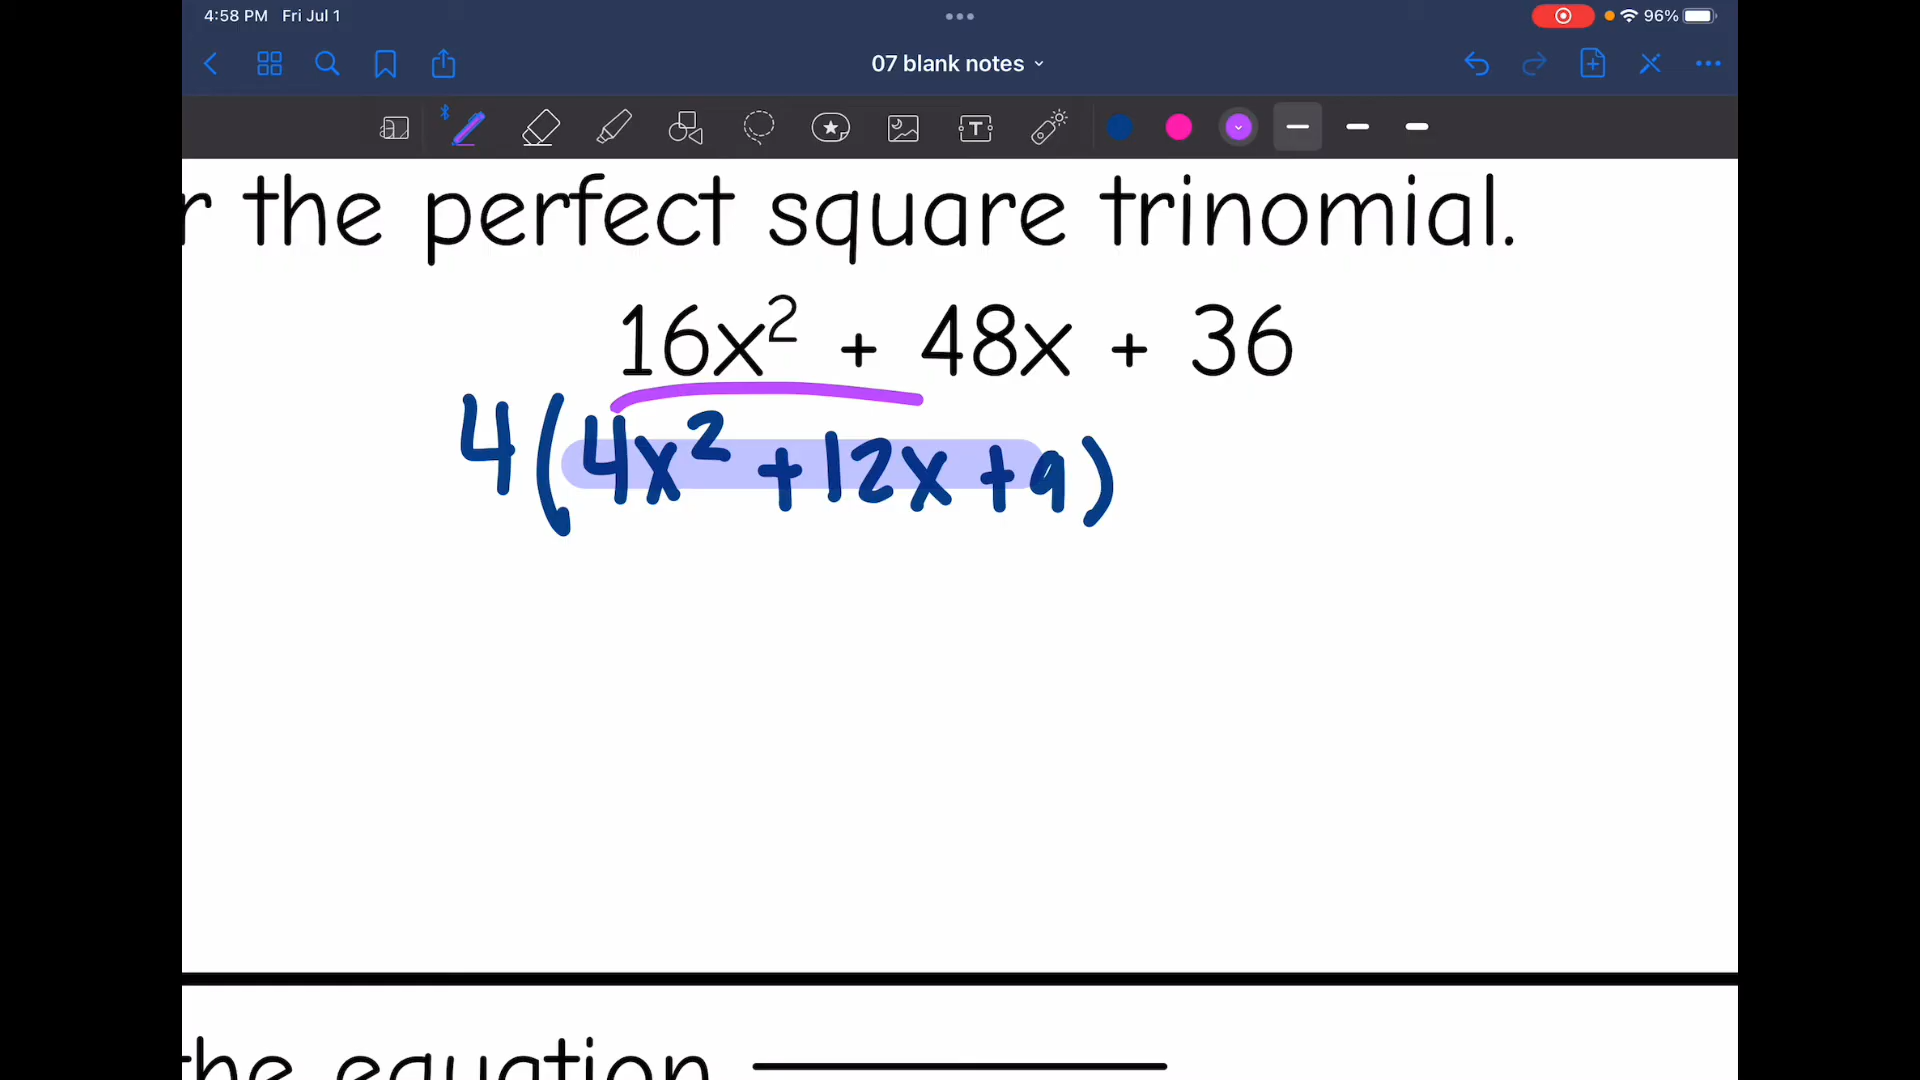 4:58 PM Fri Jul 1
96%
07 blank notes
r the perfect square trinomial.
16x² + 48x + 36
4(4x² + 12x + 9)
the equation